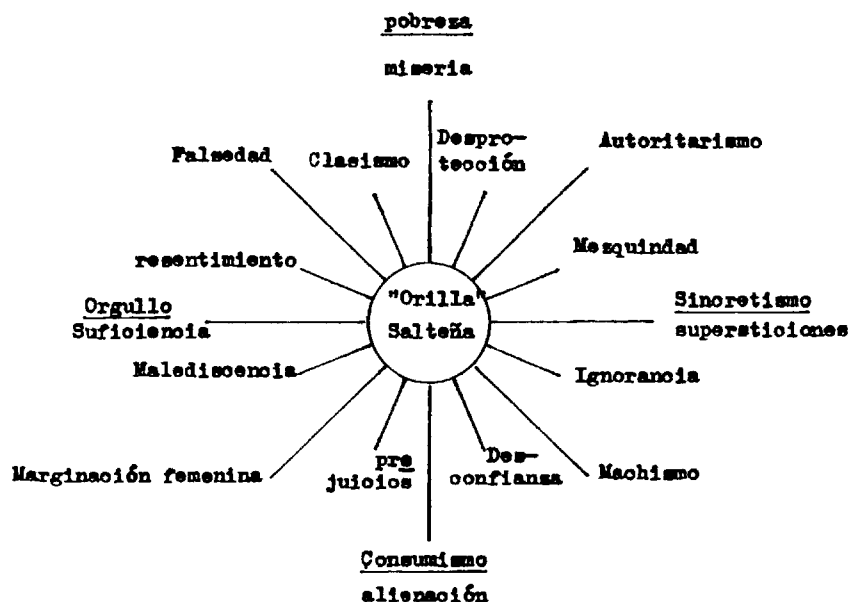 pobreza
miseria
Falsedad
Clasismo
Despro-
tección
Autoritarismo
resentimiento
Mezquindad
"Orilla"
Salteña
Orgullo
Suficiencia
Sincretismo
supersticiones
Malediscencia
Ignorancia
Marginación femenina
pre
juicios
Des-
confianza
Machismo
Consumismo
alienación